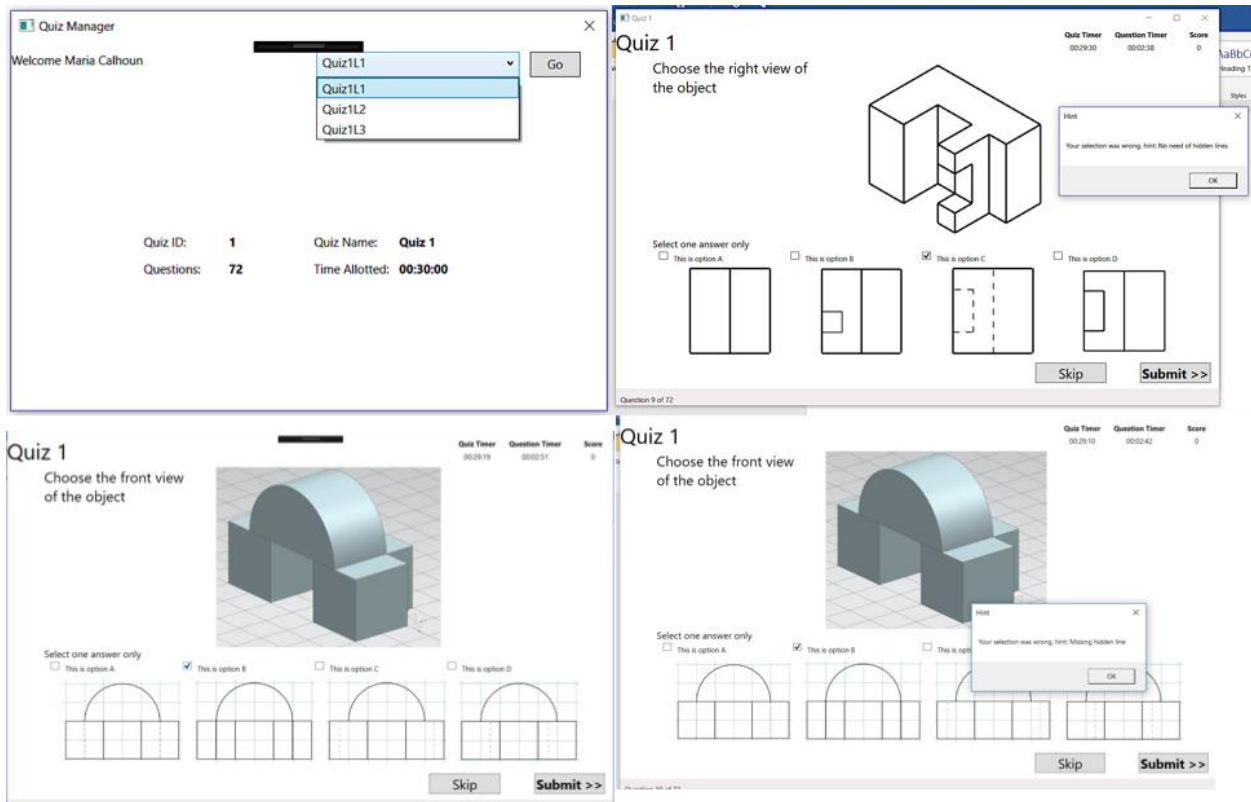 Quiz Manager
Welcome Maria Calhoun
Quiz1L1
Go
Quiz1L1
Quiz1L2
Quiz1L3
Quiz ID: 1 Quiz Name: Quiz 1
Questions: 72 Time Allotted: 00:30:00
Quiz 1
Quiz 1
Quiz Timer Question Timer Score
00:29:30 00:02:38 0
Choose the right view of
the object
AaBbC
Heading 1
Styles
Hint
Your selection was wrong, hint: No need of hidden lines
OK
Select one answer only
This is option A This is option B This is option C This is option D
Skip Submit >>
Question 9 of 72
Quiz 1
Quiz Timer Question Timer Score
00:29:19 00:02:51 0
Choose the front view
of the object
Select one answer only
This is option A This is option B This is option C This is option D
Skip Submit >>
Quiz 1
Quiz Timer Question Timer Score
00:29:10 00:02:42 0
Choose the front view
of the object
Hint
Your selection was wrong, hint: Missing hidden line
OK
Select one answer only
This is option A This is option B This is opti
Skip Submit >>